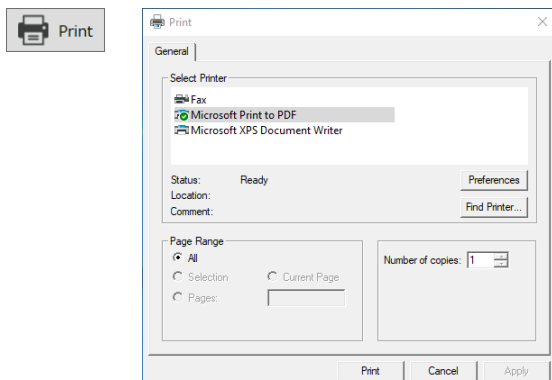 Print
Print
General
Select Printer
Fax
Microsoft Print to PDF
Microsoft XPS Document Writer
Status: Ready
Preferences
Location:
Comment:
Find Printer...
Page Range
All
Number of copies: 1
Selection Current Page
Pages:
Print Cancel Apply